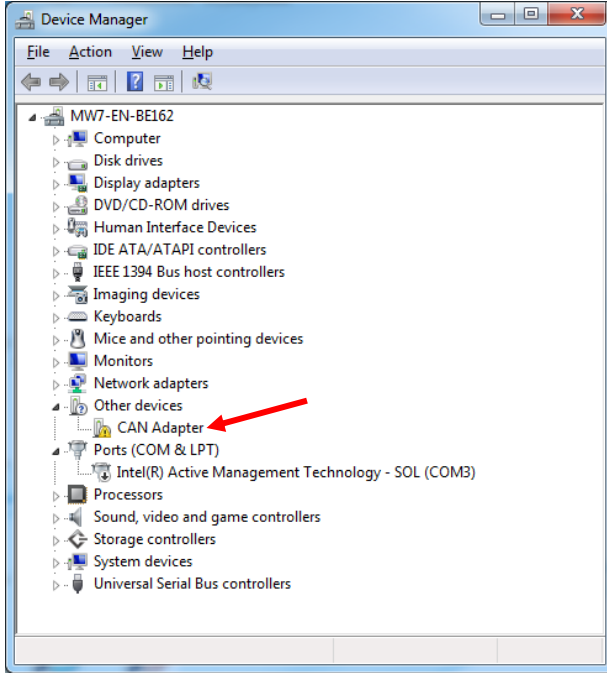 Device Manager
File Action View Help
MW7-EN-BE162
Computer
Disk drives
Display adapters
DVD/CD-ROM drives
Human Interface Devices
IDE ATA/ATAPI controllers
IEEE 1394 Bus host controllers
Imaging devices
Keyboards
Mice and other pointing devices
Monitors
Network adapters
Other devices
CAN Adapter
Ports (COM & LPT)
Intel(R) Active Management Technology - SOL (COM3)
Processors
Sound, video and game controllers
Storage controllers
System devices
Universal Serial Bus controllers